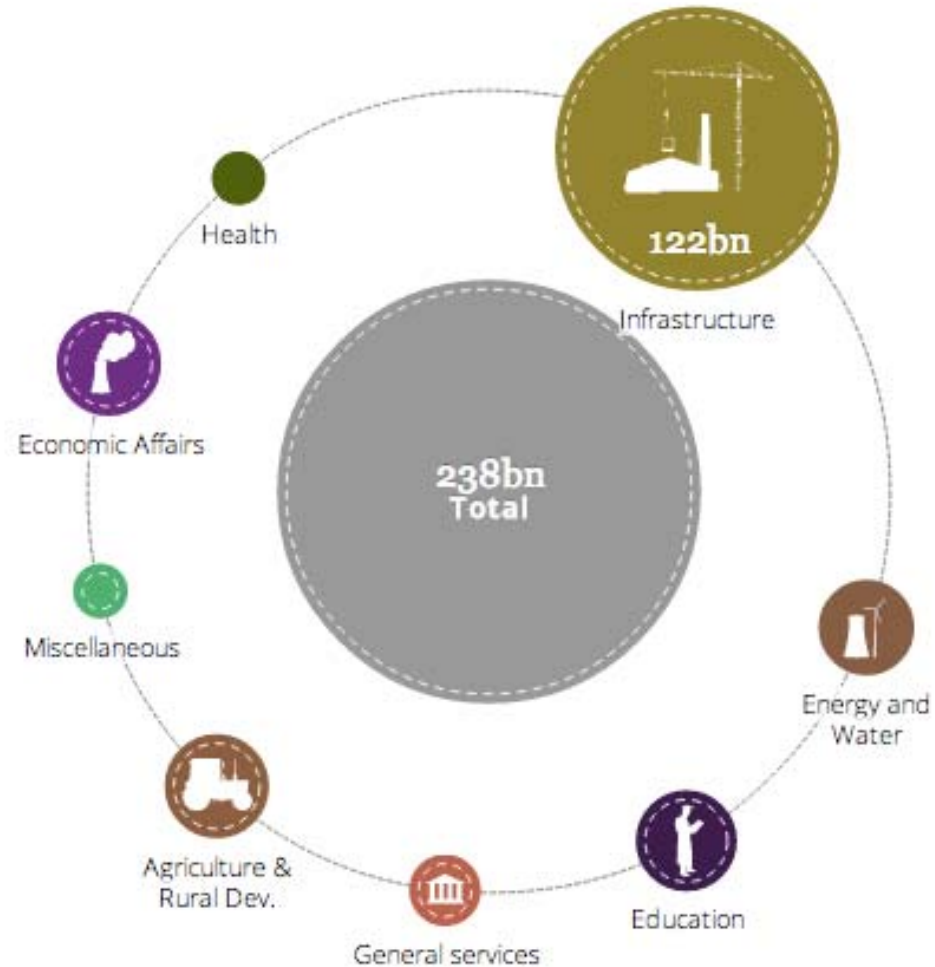 122bn
Infrastructure
Health
Economic Affairs
238bn
Total
Miscellaneous
Energy and
Water
Agriculture &
Rural Dev.
Education
General services